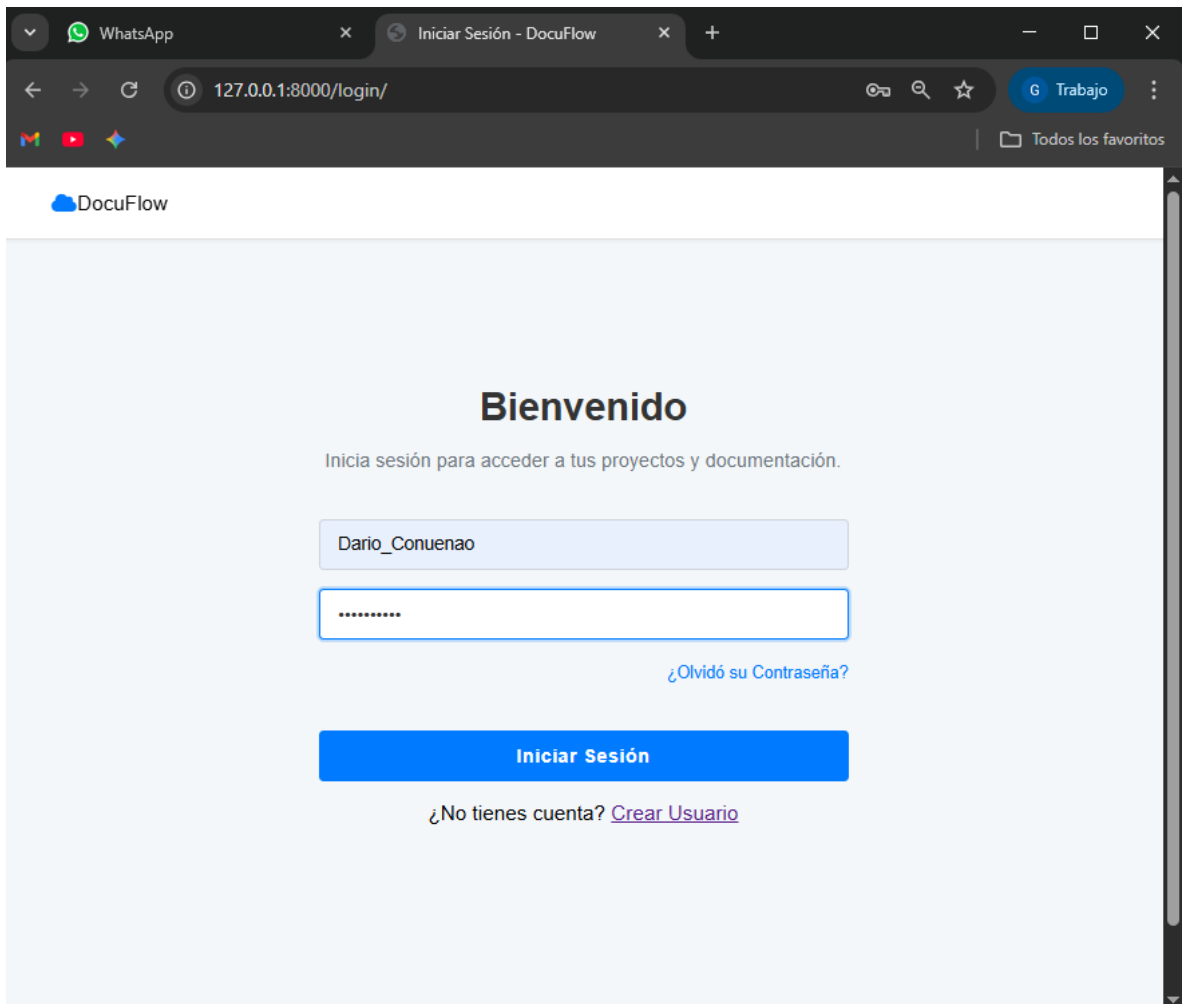 WhatsApp
Iniciar Sesión - DocuFlow
127.0.0.1:8000/login/
G Trabajo
Todos los favoritos
DocuFlow
Bienvenido
Inicia sesión para acceder a tus proyectos y documentación.
Dario_Conuenao
••••••••••
¿Olvidó su Contraseña?
Iniciar Sesión
¿No tienes cuenta? Crear Usuario